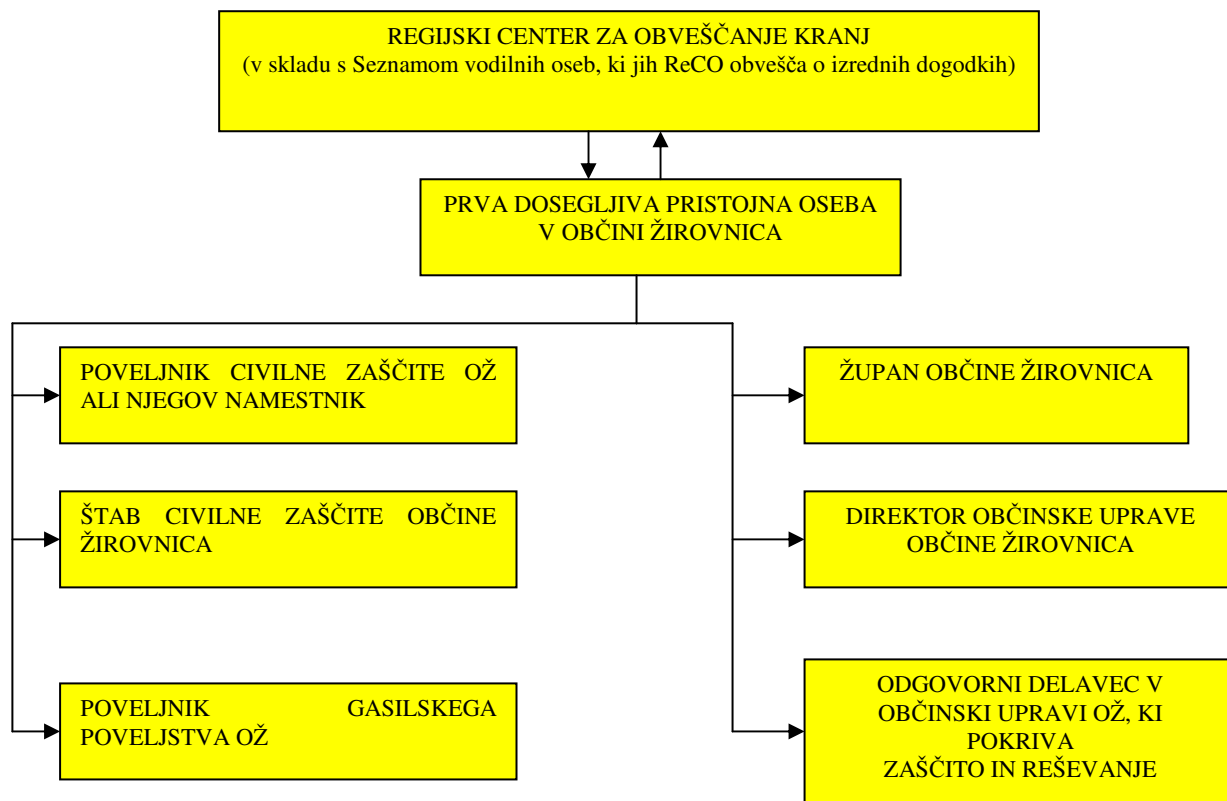 REGIJSKI CENTER ZA OBVEŠČANJE KRANJ
(v skladu s Seznamom vodilnih oseb, ki jih ReCO obvešča o izrednih dogodkih)
PRVA DOSEGLJIVA PRISTOJNA OSEBA
V OBČINI ŽIROVNICA
POVELJNIK CIVILNE ZAŠČITE OŽ
ALI NJEGOV NAMESTNIK
ŽUPAN OBČINE ŽIROVNICA
ŠTAB CIVILNE ZAŠČITE OBČINE
ŽIROVNICA
DIREKTOR OBČINSKE UPRAVE
OBČINE ŽIROVNICA
POVELJNIK GASILSKEGA
POVELJSTVA OŽ
ODGOVORNI DELAVEC V
OBČINSKI UPRAVI OŽ, KI
POKRIVA
ZAŠČITO IN REŠEVANJE